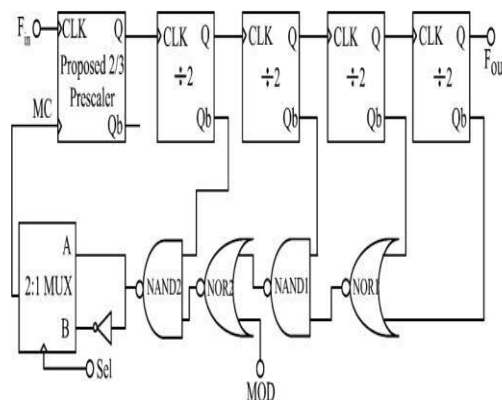 F_in
CLK Q
Proposed 2/3
Prescaler
MC
Qb
CLK Q
÷2
Qb
CLK Q
÷2
Qb
CLK Q
÷2
Qb
CLK Q
÷2
Qb
F_ou
A
2:1 MUX
B
Sel
NAND2
NOR2
NAND1
NOR1
MOD